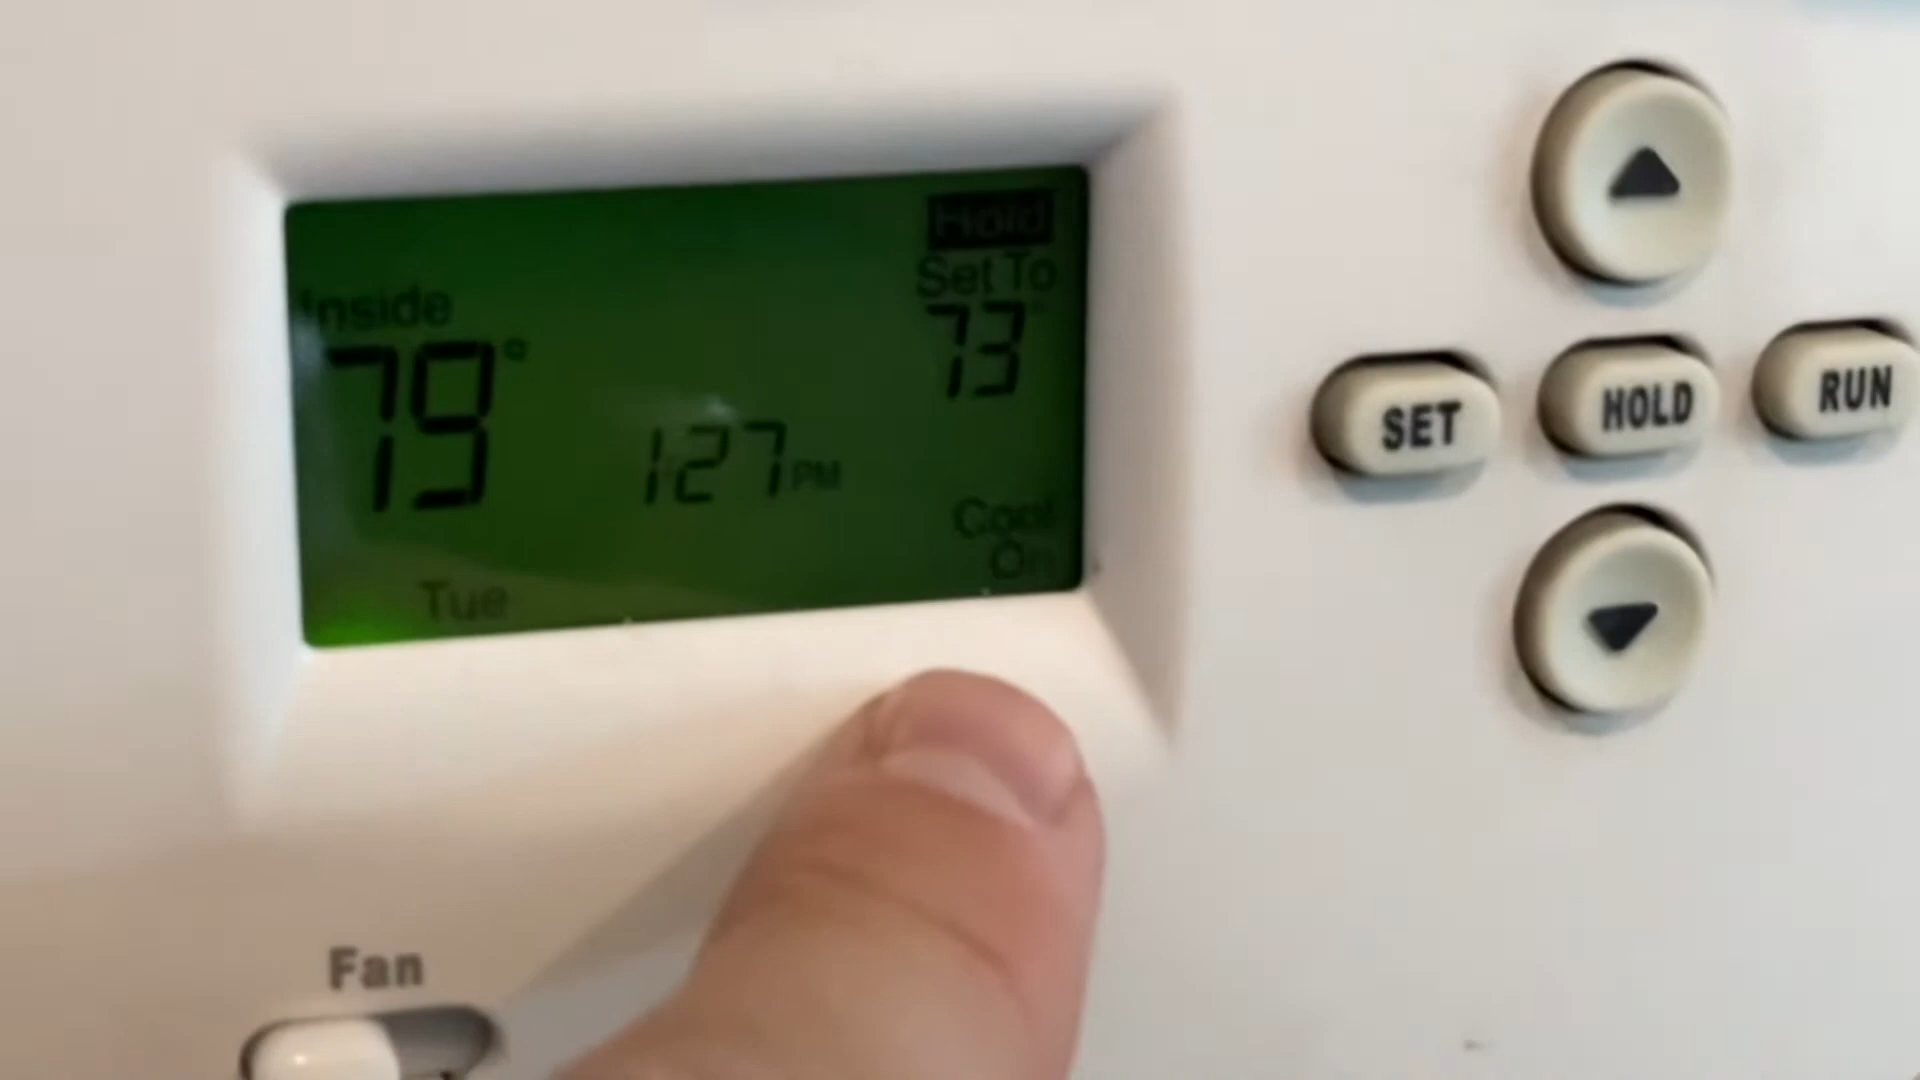 Hold
Inside
Set To
79°
73°
1:27 PM
Cool
On
Tue
SET
HOLD
RUN
Fan